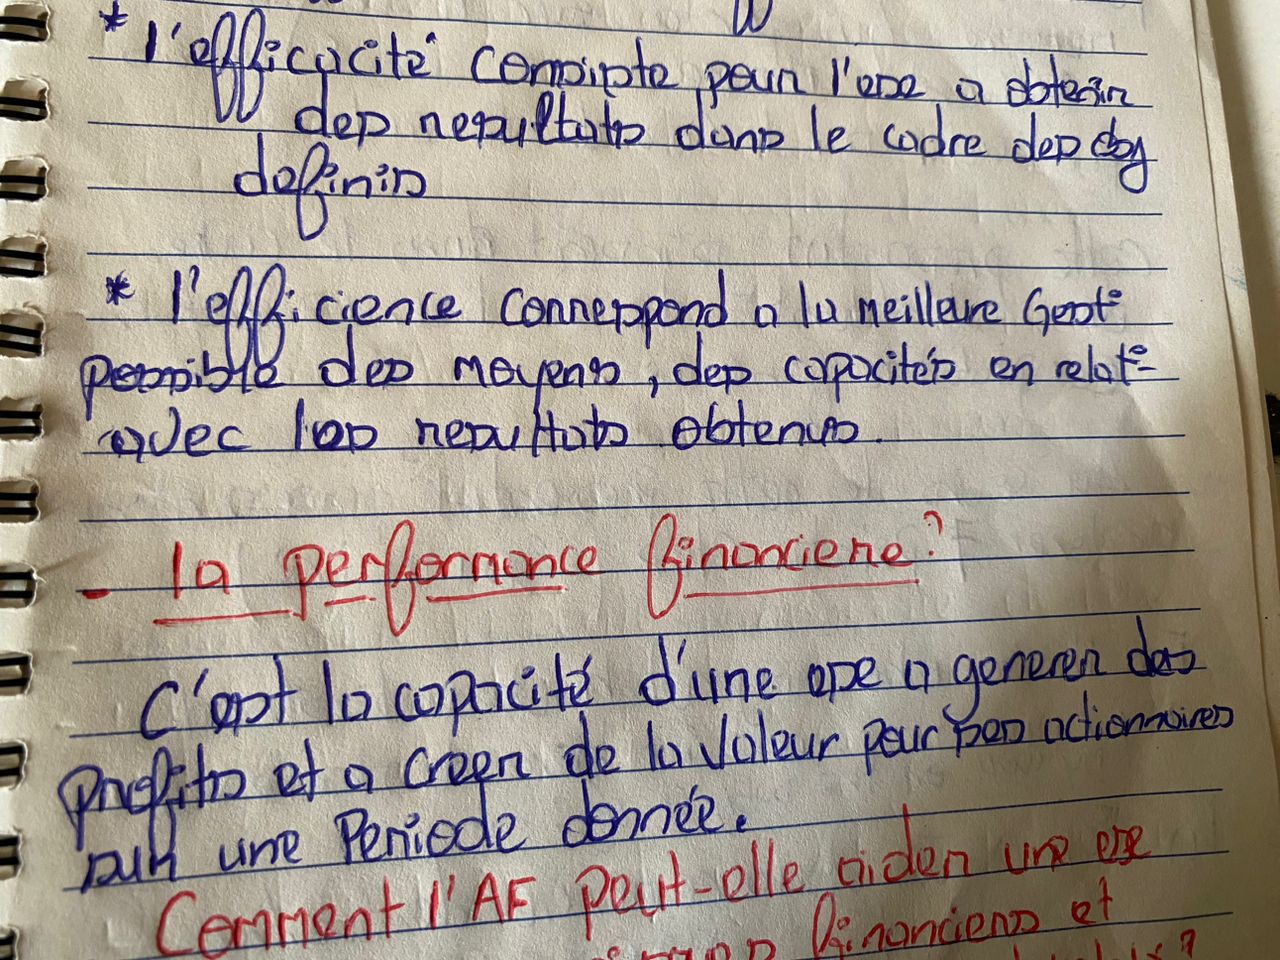 * l'efficacité consiste pour l'ese a obtenir
des resultats dans le cadre des obj
definis
* l'efficience correspond a la meilleure Gest°
possible des moyens, des capacités en relat°
avec les resultats obtenus.
- la performance financiere ?
C'est la capacité d'une ese a generer des
profits et a creer de la valeur pour ses actionnaires
sur une Periode donnée.
Comment l'AF peut-elle aider une ese
financiers et